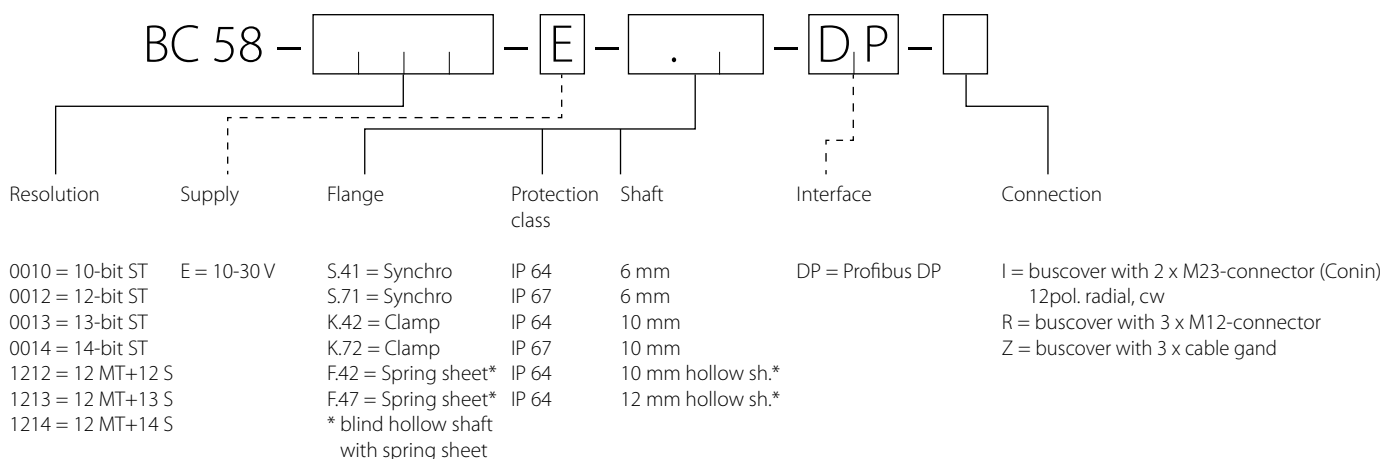 BC 58 – – E – . – D P –
Resolution Supply Flange Protection class Shaft Interface Connection
0010 = 10-bit ST E = 10-30 V S.41 = Synchro IP 64 6 mm DP = Profibus DP I = buscover with 2 x M23-connector (Conin)
0012 = 12-bit ST S.71 = Synchro IP 67 6 mm 12pol. radial, cw
0013 = 13-bit ST K.42 = Clamp IP 64 10 mm R = buscover with 3 x M12-connector
0014 = 14-bit ST K.72 = Clamp IP 67 10 mm Z = buscover with 3 x cable gand
1212 = 12 MT+12 S F.42 = Spring sheet* IP 64 10 mm hollow sh.*
1213 = 12 MT+13 S F.47 = Spring sheet* IP 64 12 mm hollow sh.*
1214 = 12 MT+14 S * blind hollow shaft
with spring sheet